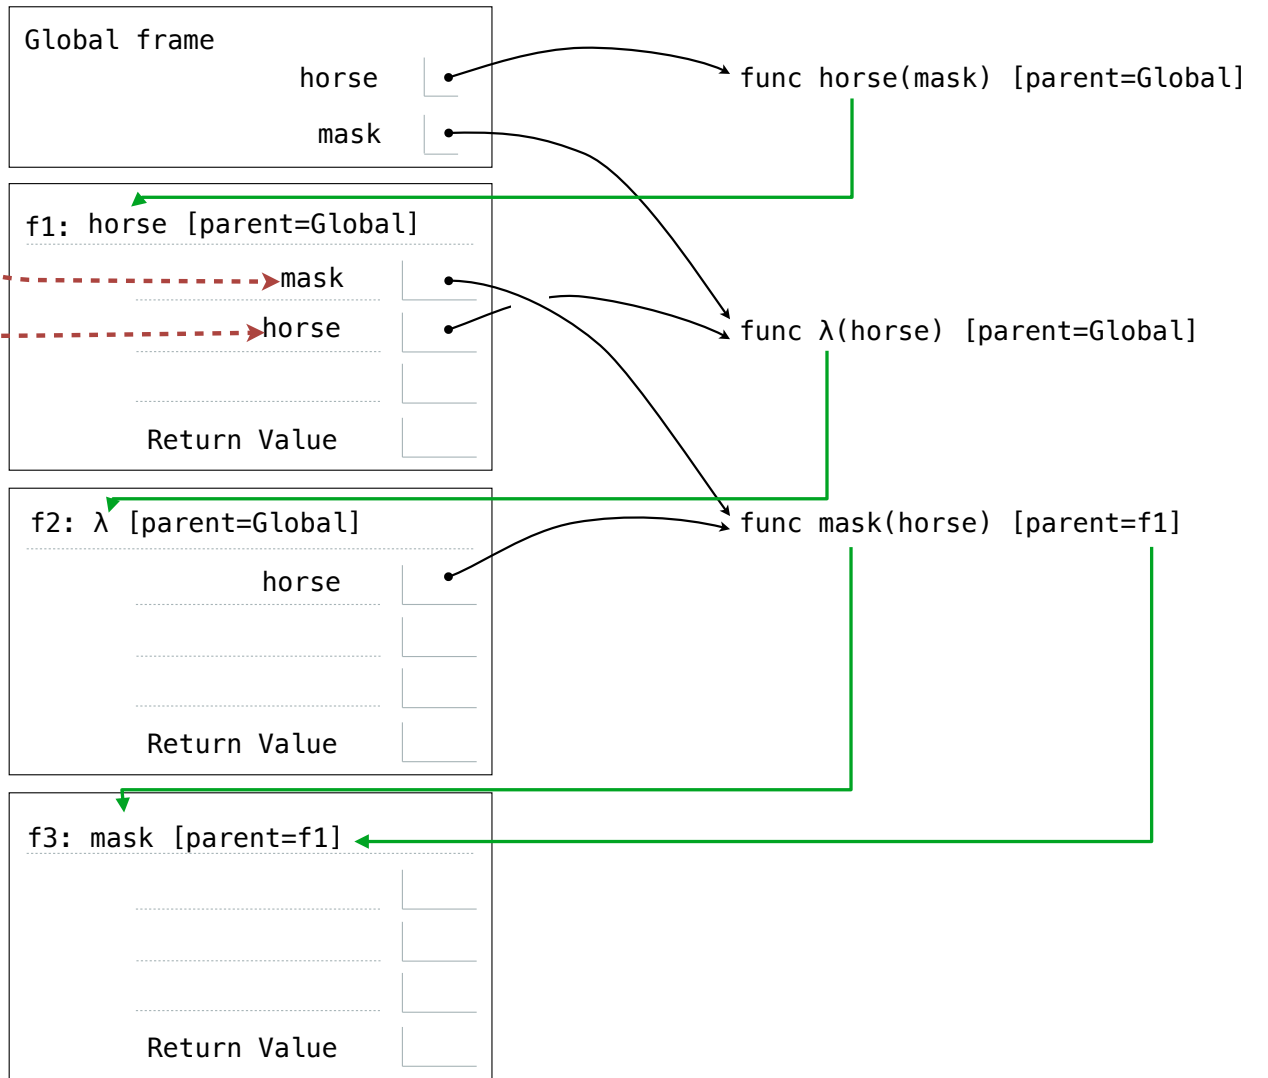 Global frame
horse
func horse(mask) [parent=Global]
mask
f1: horse [parent=Global]
mask
horse
func λ(horse) [parent=Global]
Return Value
f2: λ [parent=Global]
func mask(horse) [parent=f1]
horse
Return Value
f3: mask [parent=f1]
Return Value